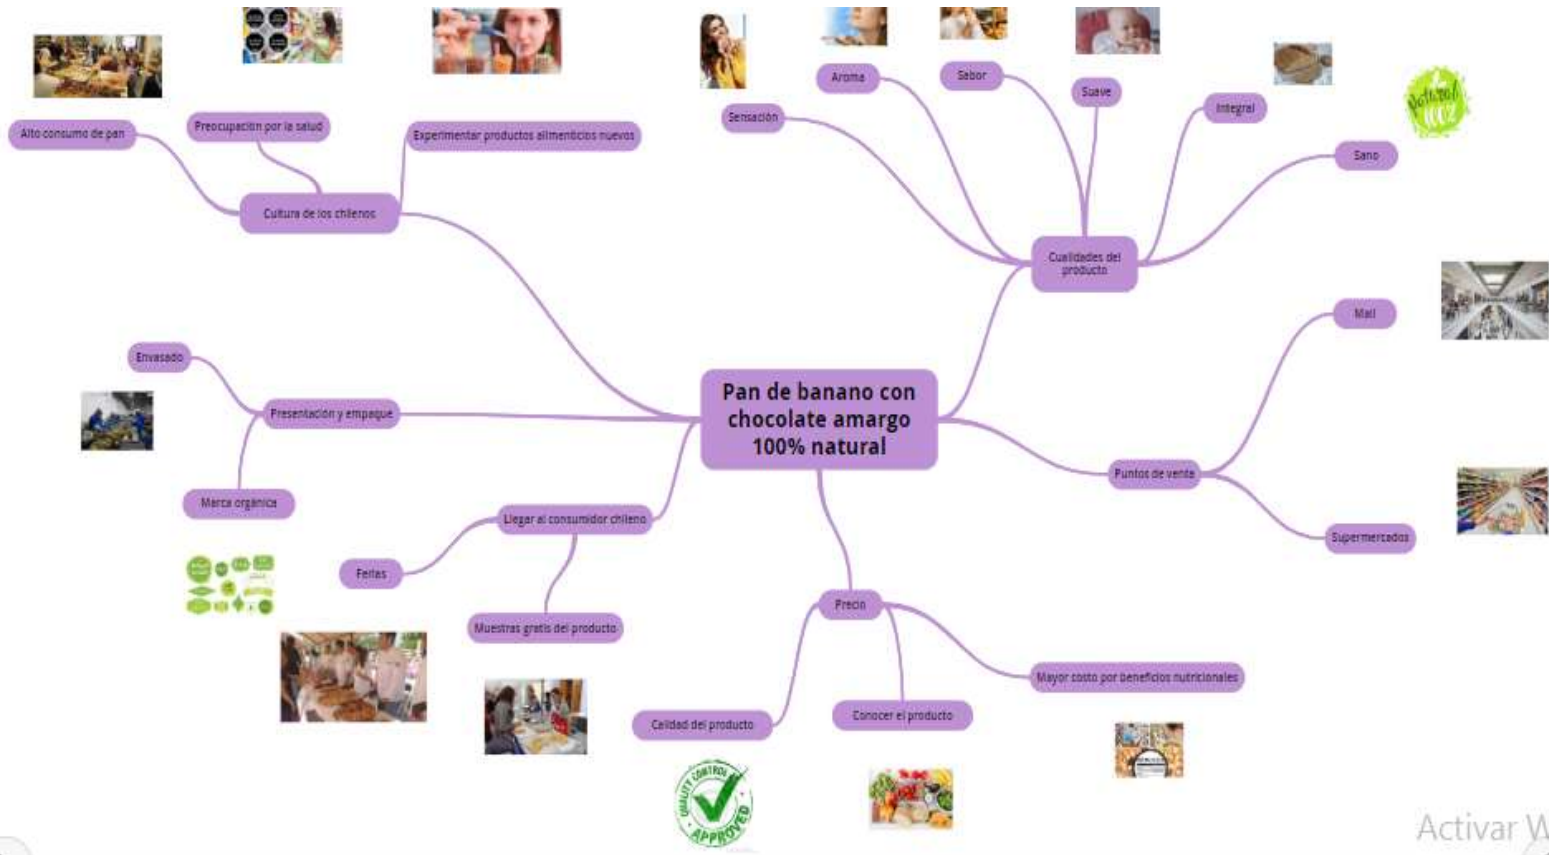 Alto consumo de pan
Preocupación por la salud
Experimentar productos alimenticios nuevos
Cultura de los chilenos
Sensación
Aroma
Sabor
Suave
Integral
Sano
Natural
100%
Cualidades del
producto
Mall
Envasado
Presentación y empaque
Pan de banano con
chocolate amargo
100% natural
Puntos de venta
Marca orgánica
Llegar al consumidor chileno
Supermercados
Ferias
Precio
Muestras gratis del producto
Mayor costo por beneficios nutricionales
Calidad del producto
Conocer el producto
QUALITY CONTROL
APPROVED
Activar W